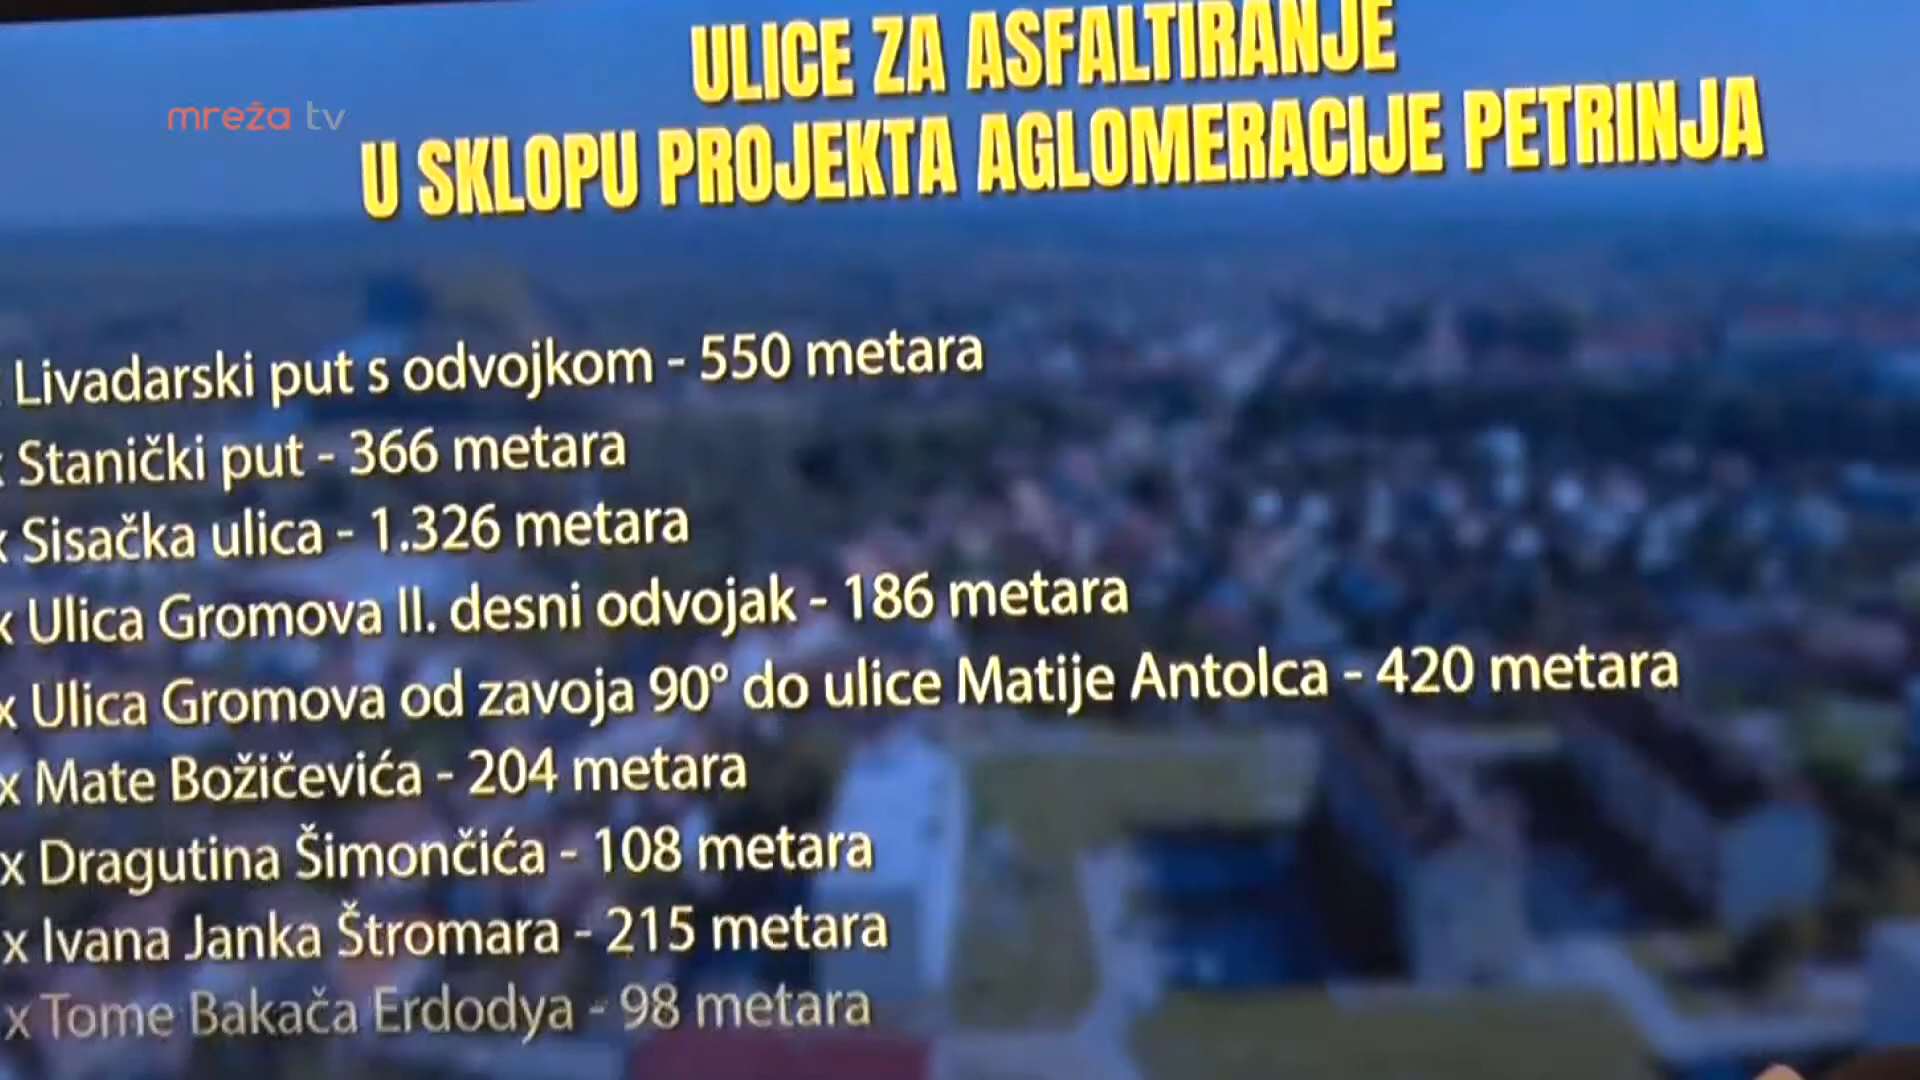 ULICE ZA ASFALTIRANJE
U SKLOPU PROJEKTA AGLOMERACIJE PETRINJA
mreža tv
x Livadarski put s odvojkom - 550 metara
x Stanički put - 366 metara
x Sisačka ulica - 1.326 metara
x Ulica Gromova II. desni odvojak - 186 metara
x Ulica Gromova od zavoja 90° do ulice Matije Antolca - 420 metara
x Mate Božičevića - 204 metara
x Dragutina Šimončića - 108 metara
x Ivana Janka Štromara - 215 metara
x Tome Bakača Erdodya - 98 metara